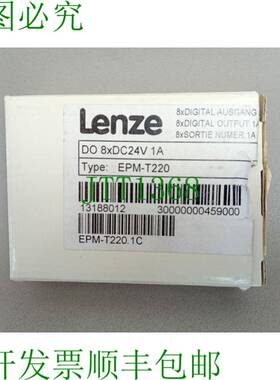 图必究
Lenze
8xDIGITAL AUSGANG
8xDIGITAL OUTPUT 1A
8xSORTIE NUMER.1A
DO 8xDC24V 1A
Type: EPM-T220
JTT1368
13188012 30000000459000
EPM-T220.1C
开发票顺丰包邮